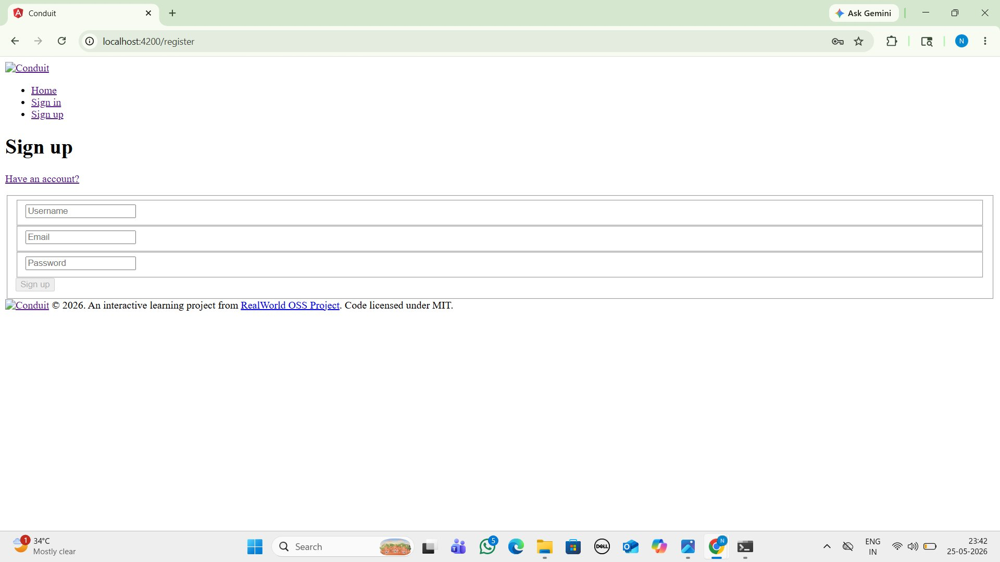 Conduit
Ask Gemini
localhost:4200/register
N
Conduit
Home
Sign in
Sign up
Sign up
Have an account?
Username
Email
Password
Sign up
Conduit © 2026. An interactive learning project from RealWorld OSS Project. Code licensed under MIT.
1
34°C
Mostly clear
Search
T
5
DELL
O
N
ENG
IN
23:42
25-05-2026